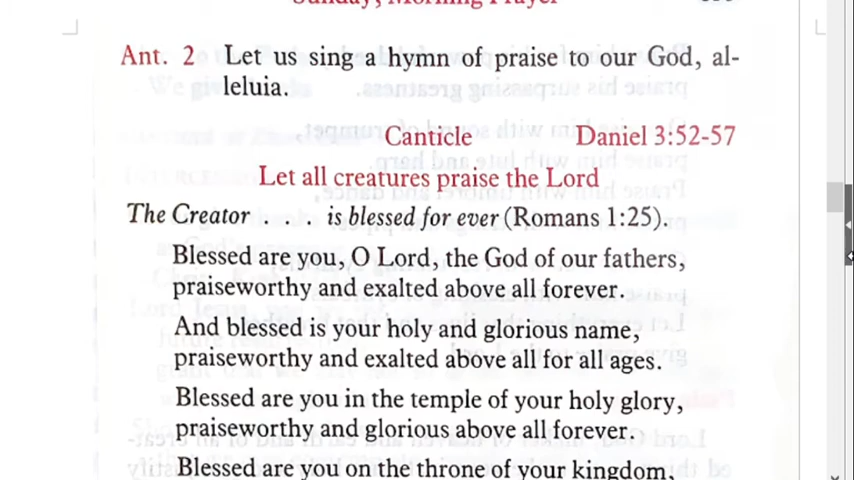 Sunday, Morning Prayer
Ant. 2 Let us sing a hymn of praise to our God, al-
leluia.
Canticle Daniel 3:52-57
Let all creatures praise the Lord
The Creator . . . is blessed for ever (Romans 1:25).
Blessed are you, O Lord, the God of our fathers,
praiseworthy and exalted above all forever.
And blessed is your holy and glorious name,
praiseworthy and exalted above all for all ages.
Blessed are you in the temple of your holy glory,
praiseworthy and glorious above all forever.
Blessed are you on the throne of your kingdom,